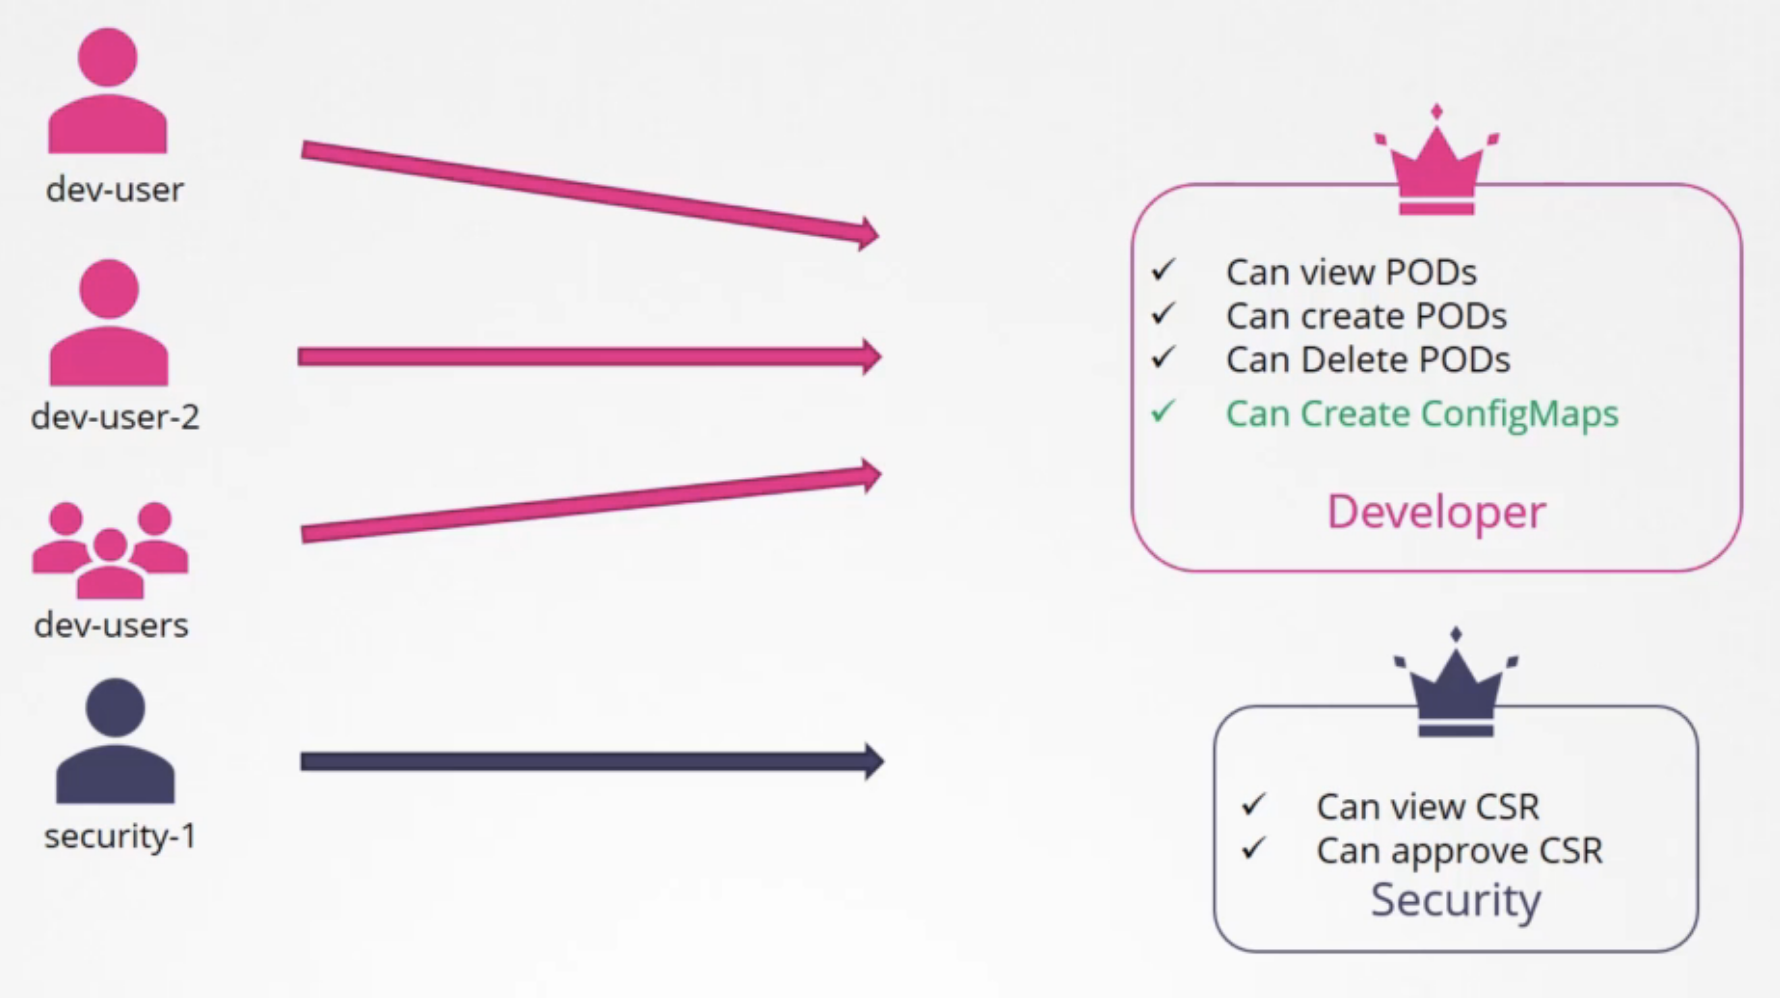 dev-user
dev-user-2
dev-users
security-1
✓ Can view PODs
✓ Can create PODs
✓ Can Delete PODs
✓ Can Create ConfigMaps
Developer
✓ Can view CSR
✓ Can approve CSR
Security